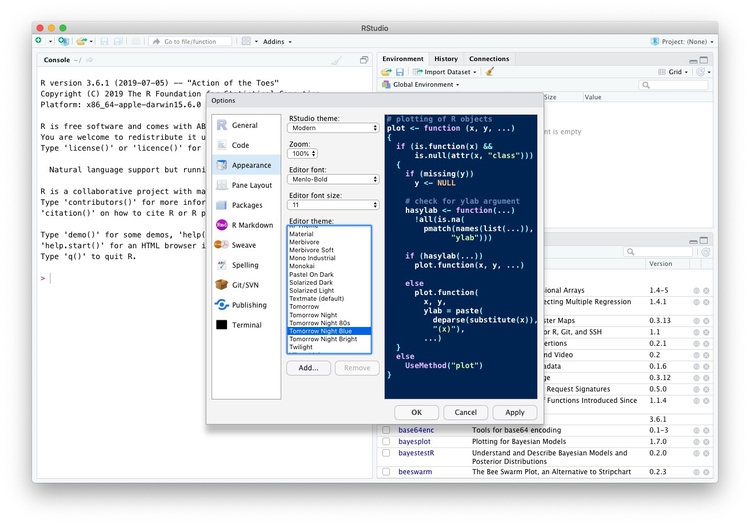 RStudio
Go to file/function
Addins
Project: (None)
Console ~/
R version 3.6.1 (2019-07-05) -- "Action of the Toes"
Copyright (C) 2019 The R Foundation for Statistical Computing
Platform: x86_64-apple-darwin15.6.0
R is free software and comes with AB
You are welcome to redistribute it u
Type 'license()' or 'licence()' for
Natural language support but runni
R is a collaborative project with ma
Type 'contributors()' for more infor
'citation()' on how to cite R or R p
Type 'demo()' for some demos, 'help(
'help.start()' for an HTML browser i
Type 'q()' to quit R.
>
Options
General
Code
Appearance
Pane Layout
Packages
R Markdown
Sweave
Spelling
Git/SVN
Publishing
Terminal
RStudio theme:
Modern
Zoom:
100%
Editor font:
Menlo-Bold
Editor font size:
11
Editor theme:
Material
Merbivore
Merbivore Soft
Mono Industrial
Monokai
Pastel On Dark
Solarized Dark
Solarized Light
Textmate (default)
Tomorrow
Tomorrow Night
Tomorrow Night 80s
Tomorrow Night Blue
Tomorrow Night Bright
Twilight
Add...
Remove
# plotting of R objects
plot <- function (x, y, ...)
{
if (is.function(x) &&
is.null(attr(x, "class")))
{
if (missing(y))
y <- NULL
# check for ylab argument
hasylab <- function(...)
!all(is.na(
pmatch(names(list(...)),
"ylab")))
if (hasylab(...))
plot.function(x, y, ...)
else
plot.function(
x, y,
ylab = paste(
deparse(substitute(x)),
"(x)"),
...)
}
else
UseMethod("plot")
}
OK
Cancel
Apply
Environment
History
Connections
Import Dataset
Grid
Global Environment
Size
Value
nt is empty
Version
ional Arrays
1.4-5
ecting Multiple Regression
1.4.1
ster Maps
0.3.13
or R, Git, and SSH
1.1
ertions
0.2.1
and Video
0.2
adata
0.1.6
ge
0.3.12
Request Signatures
0.5.0
f Functions Introduced Since
1.1.4
3.6.1
base64enc
Tools for base64 encoding
0.1-3
bayesplot
Plotting for Bayesian Models
1.7.0
bayestestR
Understand and Describe Bayesian Models and
Posterior Distributions
0.2.0
beeswarm
The Bee Swarm Plot, an Alternative to Stripchart
0.2.3